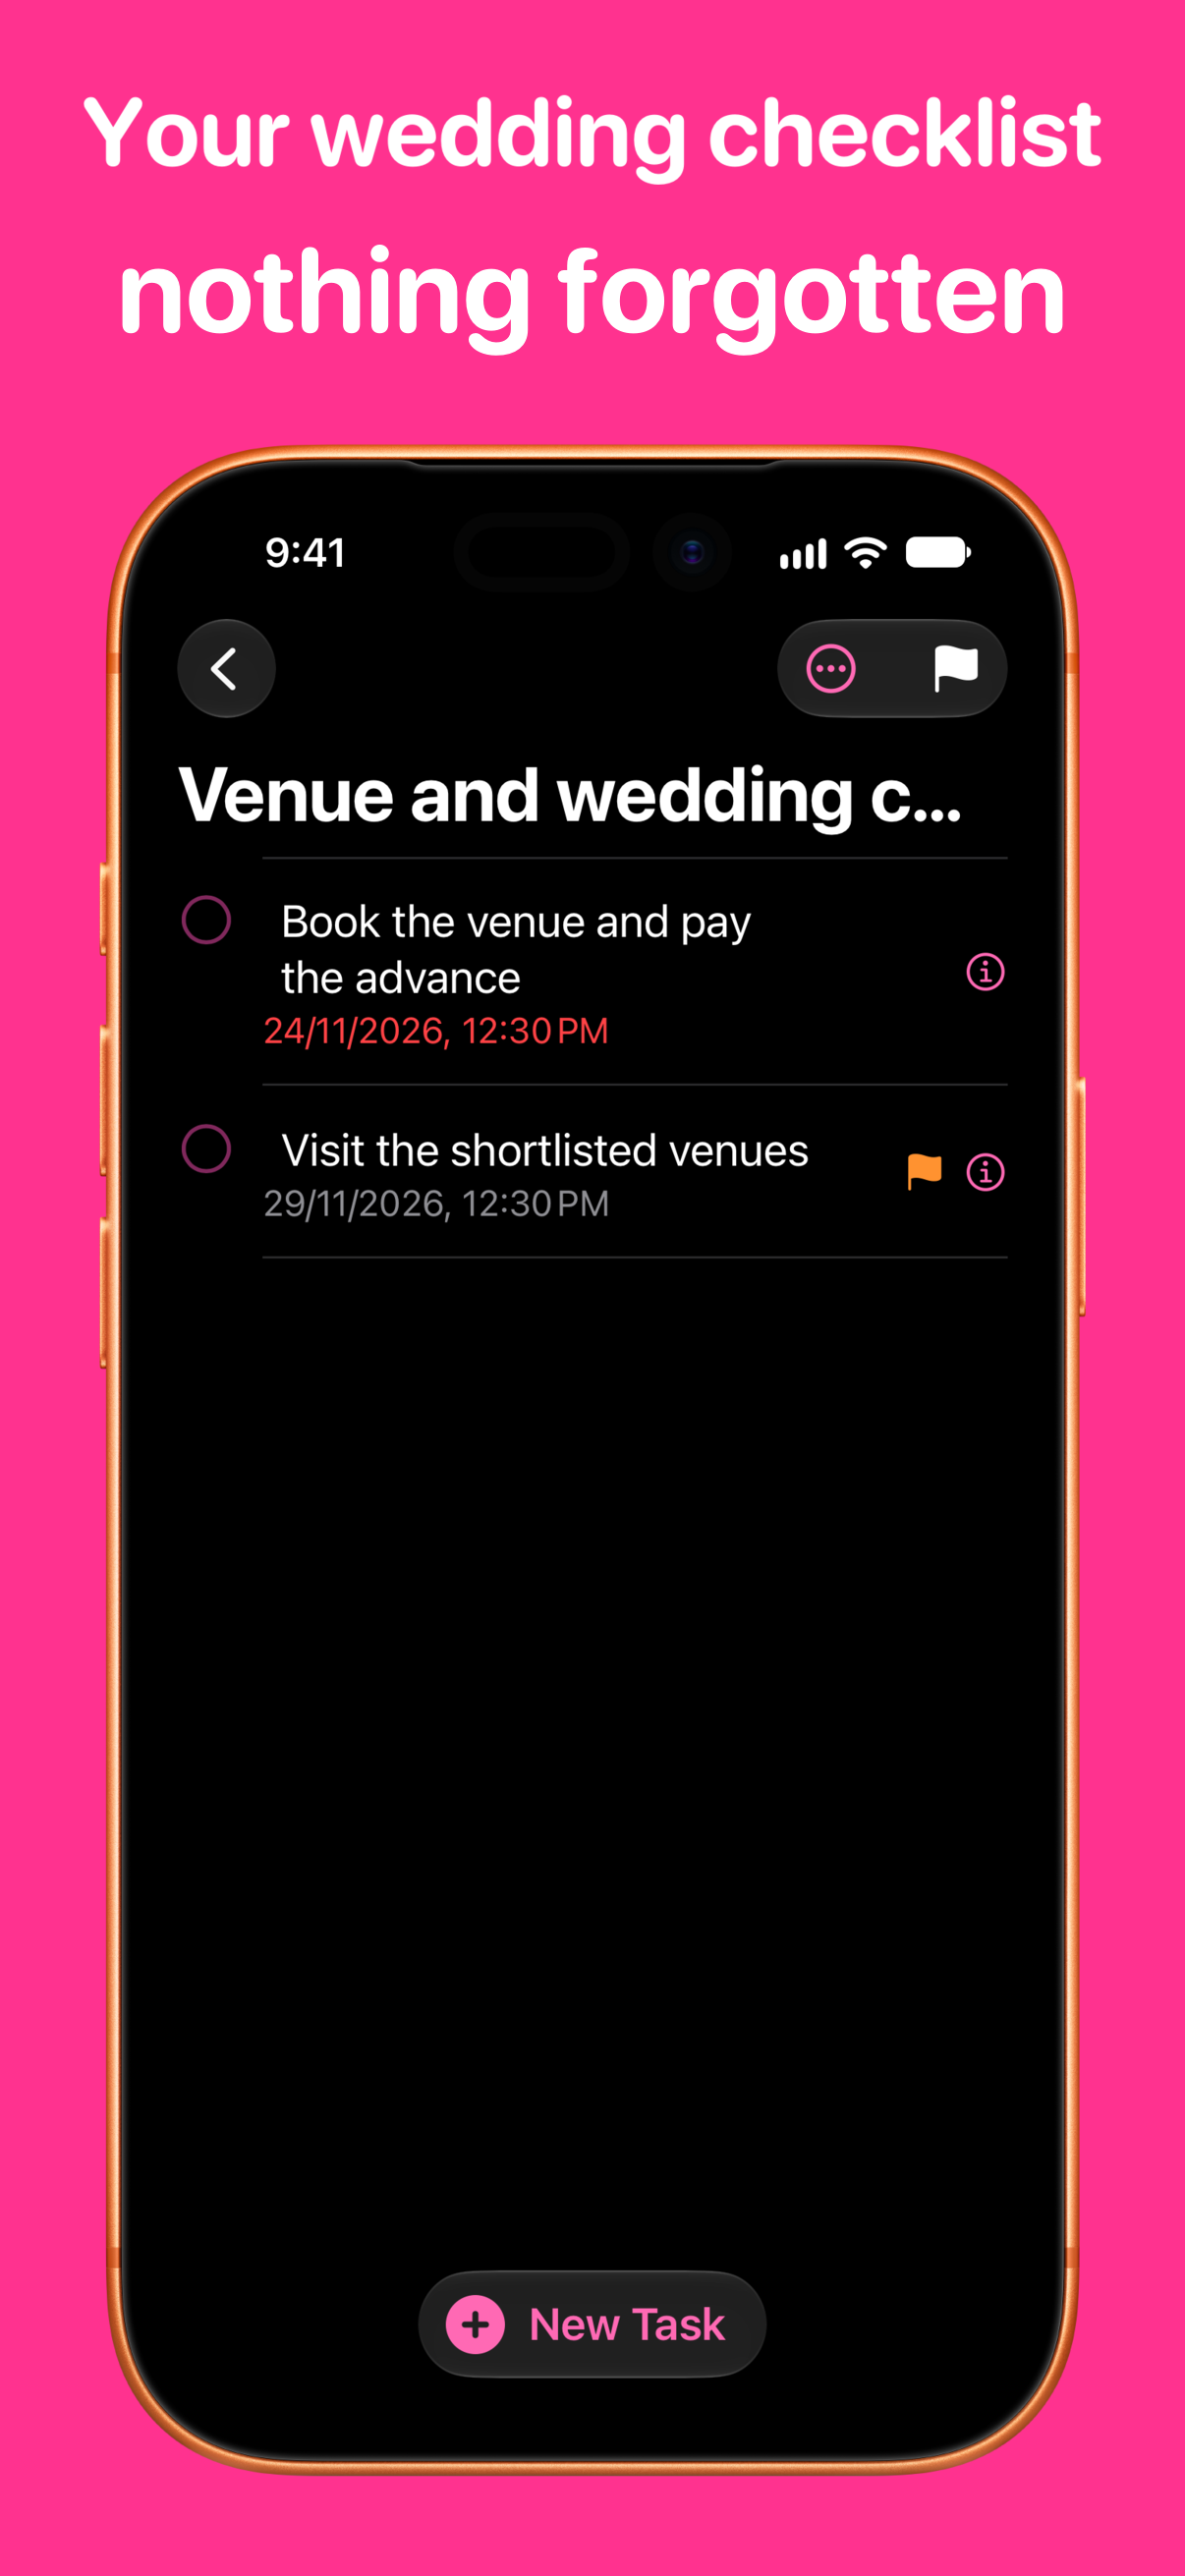 Your wedding checklist
nothing forgotten
9:41
Venue and wedding c...
Book the venue and pay
the advance
24/11/2026, 12:30 PM
Visit the shortlisted venues
29/11/2026, 12:30 PM
New Task